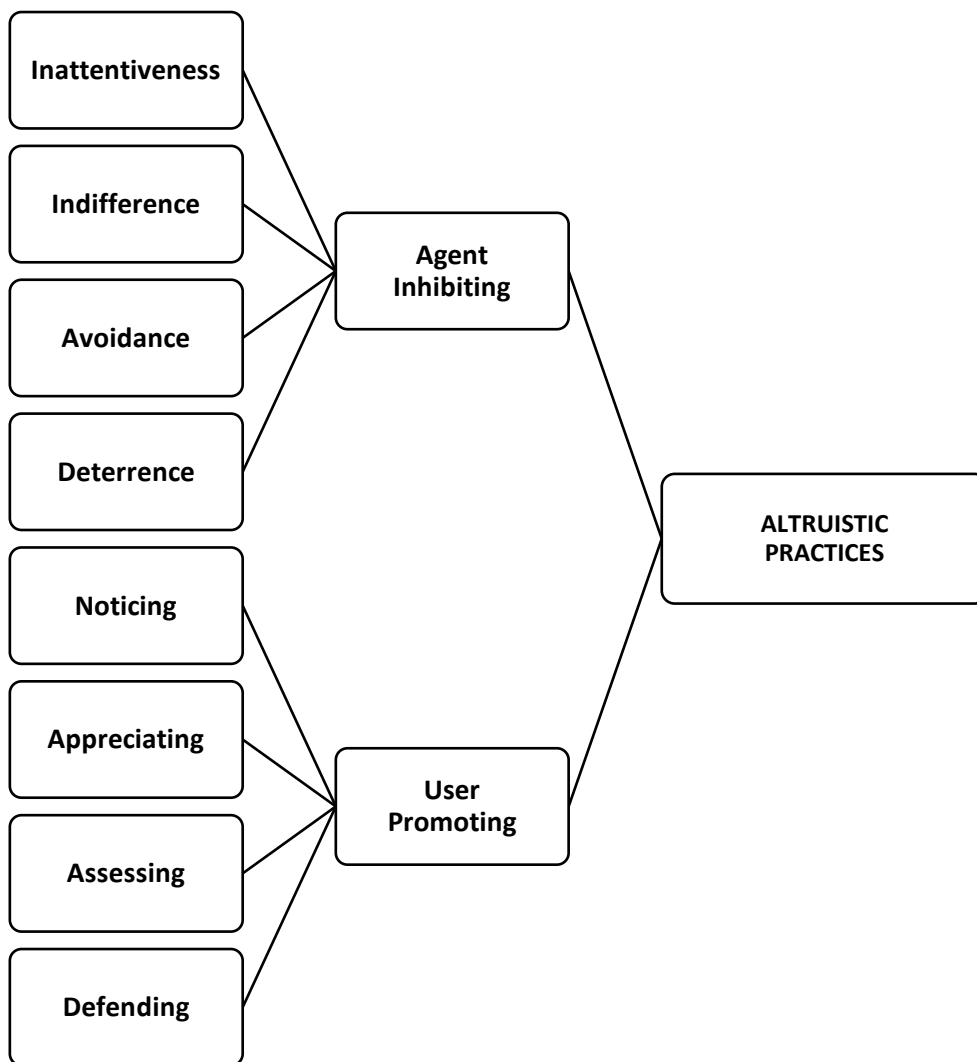 Inattentiveness
Indifference
Avoidance
Deterrence
Noticing
Appreciating
Assessing
Defending
Agent
Inhibiting
User
Promoting
ALTRUISTIC
PRACTICES